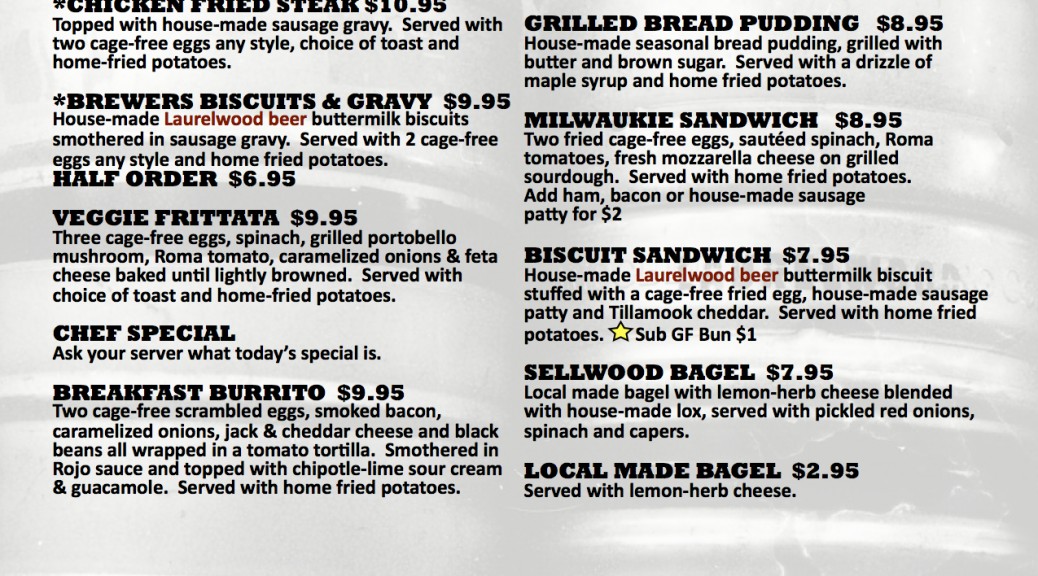 *CHICKEN FRIED STEAK $10.95
Topped with house-made sausage gravy. Served with
two cage-free eggs any style, choice of toast and
home-fried potatoes.
*BREWERS BISCUITS & GRAVY $9.95
House-made Laurelwood beer buttermilk biscuits
smothered in sausage gravy. Served with 2 cage-free
eggs any style and home fried potatoes.
HALF ORDER $6.95
VEGGIE FRITTATA $9.95
Three cage-free eggs, spinach, grilled portobello
mushroom, Roma tomato, caramelized onions & feta
cheese baked until lightly browned. Served with
choice of toast and home-fried potatoes.
CHEF SPECIAL
Ask your server what today's special is.
BREAKFAST BURRITO $9.95
Two cage-free scrambled eggs, smoked bacon,
caramelized onions, jack & cheddar cheese and black
beans all wrapped in a tomato tortilla. Smothered in
Rojo sauce and topped with chipotle-lime sour cream
& guacamole. Served with home fried potatoes.
GRILLED BREAD PUDDING $8.95
House-made seasonal bread pudding, grilled with
butter and brown sugar. Served with a drizzle of
maple syrup and home fried potatoes.
MILWAUKIE SANDWICH $8.95
Two fried cage-free eggs, sautéed spinach, Roma
tomatoes, fresh mozzarella cheese on grilled
sourdough. Served with home fried potatoes.
Add ham, bacon or house-made sausage
patty for $2
BISCUIT SANDWICH $7.95
House-made Laurelwood beer buttermilk biscuit
stuffed with a cage-free fried egg, house-made sausage
patty and Tillamook cheddar. Served with home fried
potatoes. Sub GF Bun $1
SELLWOOD BAGEL $7.95
Local made bagel with lemon-herb cheese blended
with house-made lox, served with pickled red onions,
spinach and capers.
LOCAL MADE BAGEL $2.95
Served with lemon-herb cheese.